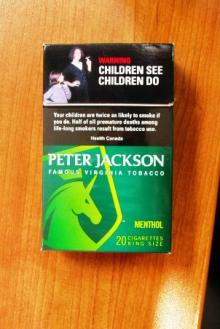 WARNING
CHILDREN SEE
CHILDREN DO
Your children are twice as likely to smoke if
you do. Half of all premature deaths among
life-long smokers result from tobacco use.
Health Canada
PETER JACKSON
FAMOUS VIRGINIA TOBACCO
MENTHOL
20 CIGARETTES
KING SIZE